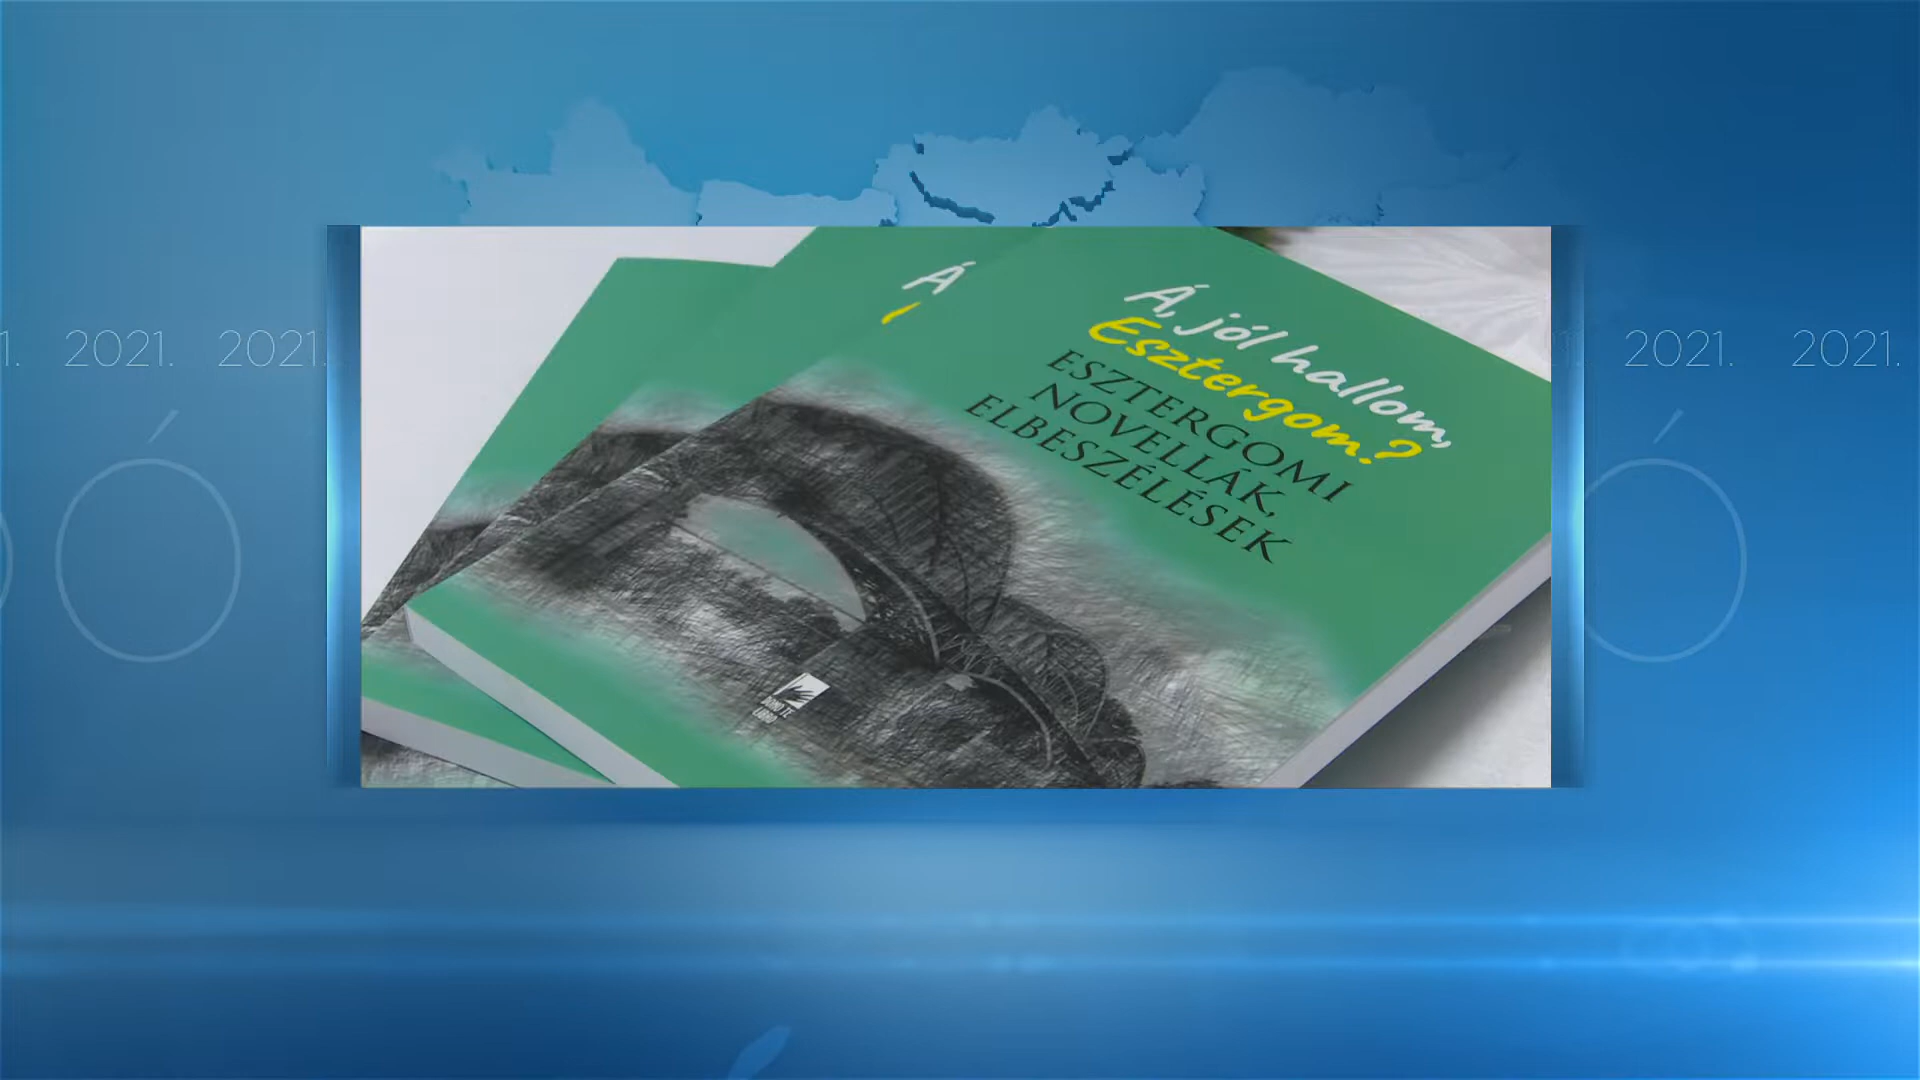 2021. 2021.
2021. 2021.
Á
Á, jól hallom,
Esztergom?
ESZTERGOMI
NOVELLÁK,
ELBESZÉLÉSEK